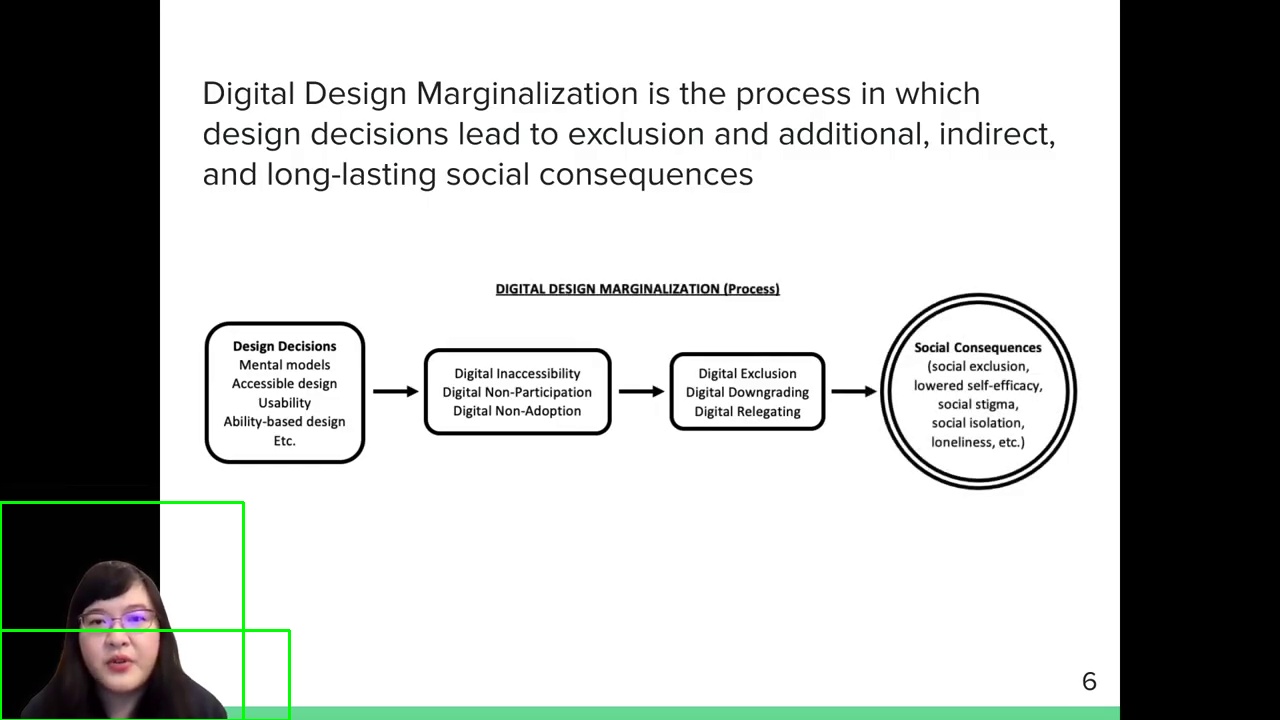 Digital Design Marginalization is the process in which
design decisions lead to exclusion and additional, indirect,
and long-lasting social consequences
DIGITAL DESIGN MARGINALIZATION (Process)
Design Decisions
Mental models
Accessible design
Usability
Ability-based design
Etc.
Digital Inaccessibility
Digital Non-Participation
Digital Non-Adoption
Digital Exclusion
Digital Downgrading
Digital Relegating
Social Consequences
(social exclusion,
lowered self-efficacy,
social stigma,
social isolation,
loneliness, etc.)
6